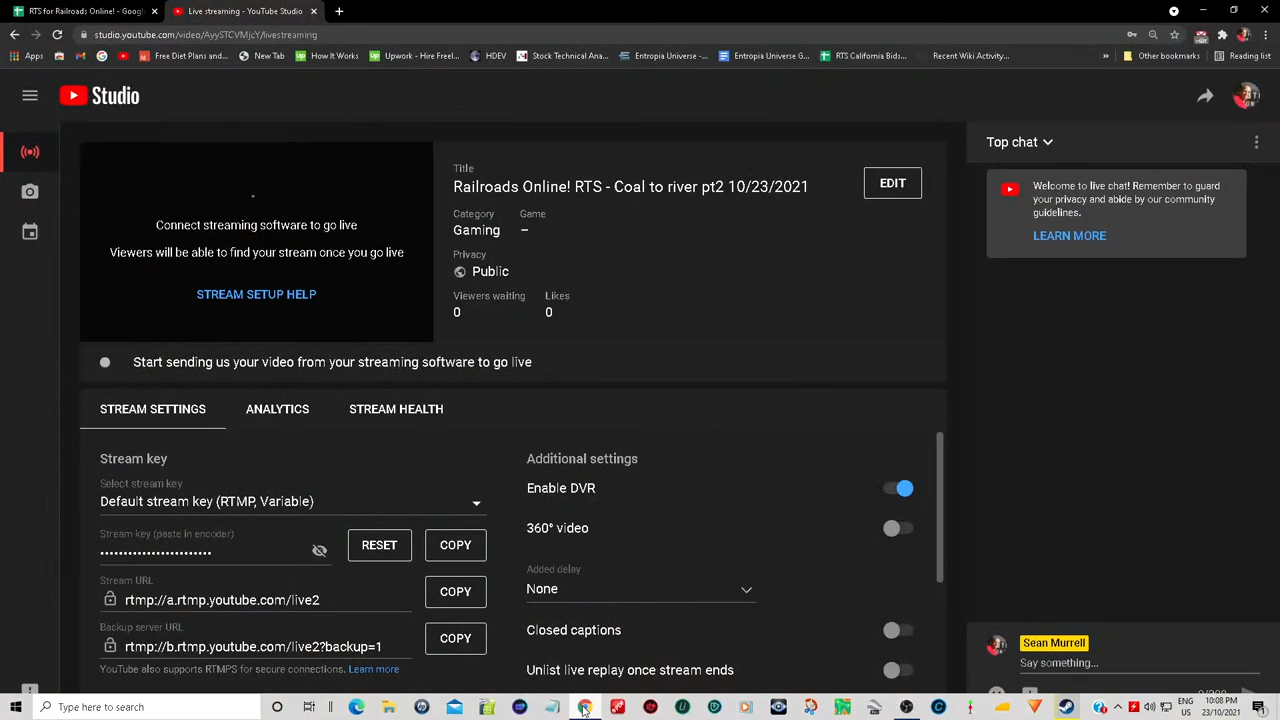 RTS for Railroads Online! - Googl
Live streaming - YouTube Studio
studio.youtube.com/video/AyySTCVMjcY/livestreaming
Apps
Free Diet Plans and...
New Tab
How It Works
Upwork - Hire Freel...
HDEV
Stock Technical Ana...
Entropia Universe -...
Entropia Universe G...
RTS California Bids...
Recent Wiki Activity...
»
Other bookmarks
Reading list
Studio
Connect streaming software to go live
Viewers will be able to find your stream once you go live
STREAM SETUP HELP
Title
Railroads Online! RTS - Coal to river pt2 10/23/2021
EDIT
Category
Game
Gaming
–
Privacy
Public
Viewers waiting
Likes
0
0
Top chat
Welcome to live chat! Remember to guard
your privacy and abide by our community
guidelines.
LEARN MORE
Start sending us your video from your streaming software to go live
STREAM SETTINGS
ANALYTICS
STREAM HEALTH
Stream key
Select stream key
Default stream key (RTMP, Variable)
Stream key (paste in encoder)
••••••••••••••••••••••••
RESET
COPY
Stream URL
rtmp://a.rtmp.youtube.com/live2
COPY
Backup server URL
rtmp://b.rtmp.youtube.com/live2?backup=1
COPY
YouTube also supports RTMPS for secure connections. Learn more
Additional settings
Enable DVR
360° video
Added delay
None
Closed captions
Unlist live replay once stream ends
Sean Murrell
Say something...
0/200
Type here to search
ENG
US
10:08 PM
23/10/2021